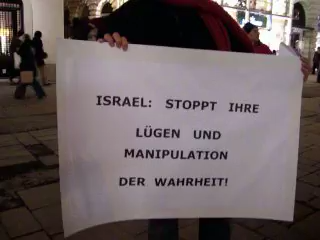 ISRAEL: STOPPT IHRE
LÜGEN UND
MANIPULATION
DER WAHRHEIT!